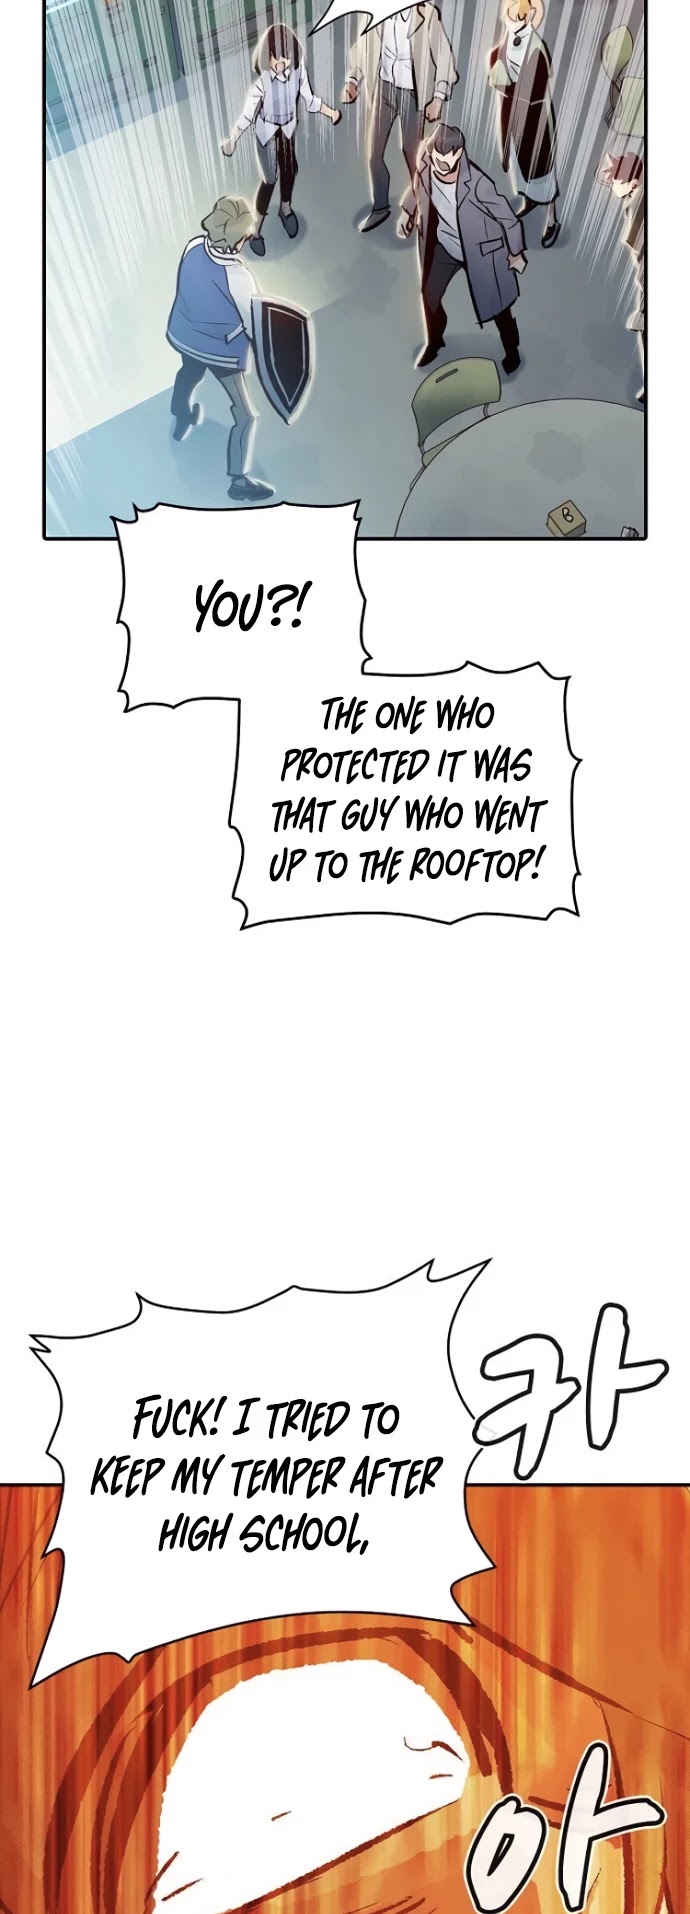 YOU?!
THE ONE WHO
PROTECTED IT WAS
THAT GUY WHO WENT
UP TO THE ROOFTOP!
FUCK! I TRIED TO
KEEP MY TEMPER AFTER
HIGH SCHOOL,
카
아